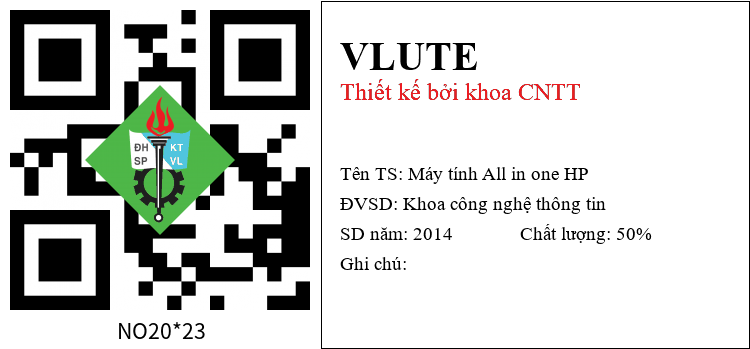 ĐH KT
SP VL
NO20*23
VLUTE
Thiết kế bởi khoa CNTT
Tên TS: Máy tính All in one HP
ĐVSD: Khoa công nghệ thông tin
SD năm: 2014 Chất lượng: 50%
Ghi chú: